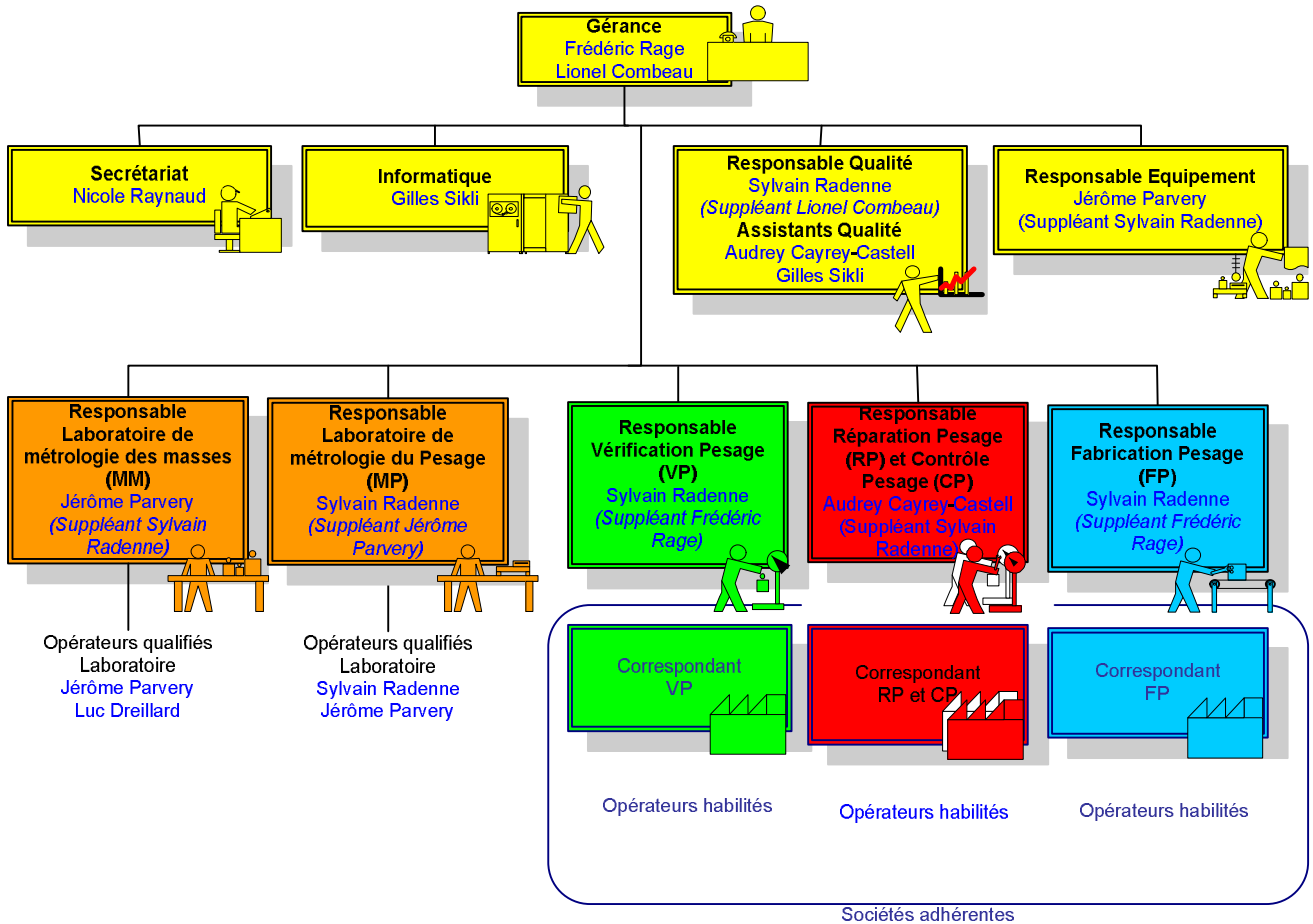 Gérance
Frédéric Rage
Lionel Combeau
Secrétariat
Nicole Raynaud
Informatique
Gilles Sikli
Responsable Qualité
Sylvain Radenne
(Suppléant Lionel Combeau)
Assistants Qualité
Audrey Cayrey-Castell
Gilles Sikli
Responsable Equipement
Jérôme Parvery
(Suppléant Sylvain Radenne)
Responsable
Laboratoire de
métrologie des masses
(MM)
Jérôme Parvery
(Suppléant Sylvain
Radenne)
Responsable
Laboratoire de
métrologie du Pesage
(MP)
Sylvain Radenne
(Suppléant Jérôme
Parvery)
Responsable
Vérification Pesage
(VP)
Sylvain Radenne
(Suppléant Frédéric
Rage)
Responsable
Réparation Pesage
(RP) et Contrôle
Pesage (CP)
Audrey Cayrey-Castell
(Suppléant Sylvain
Radenne)
Responsable
Fabrication Pesage
(FP)
Sylvain Radenne
(Suppléant Frédéric
Rage)
Opérateurs qualifiés
Laboratoire
Jérôme Parvery
Luc Dreillard
Opérateurs qualifiés
Laboratoire
Sylvain Radenne
Jérôme Parvery
Correspondant
VP
Correspondant
RP et CP
Correspondant
FP
Opérateurs habilités
Opérateurs habilités
Opérateurs habilités
Sociétés adhérentes